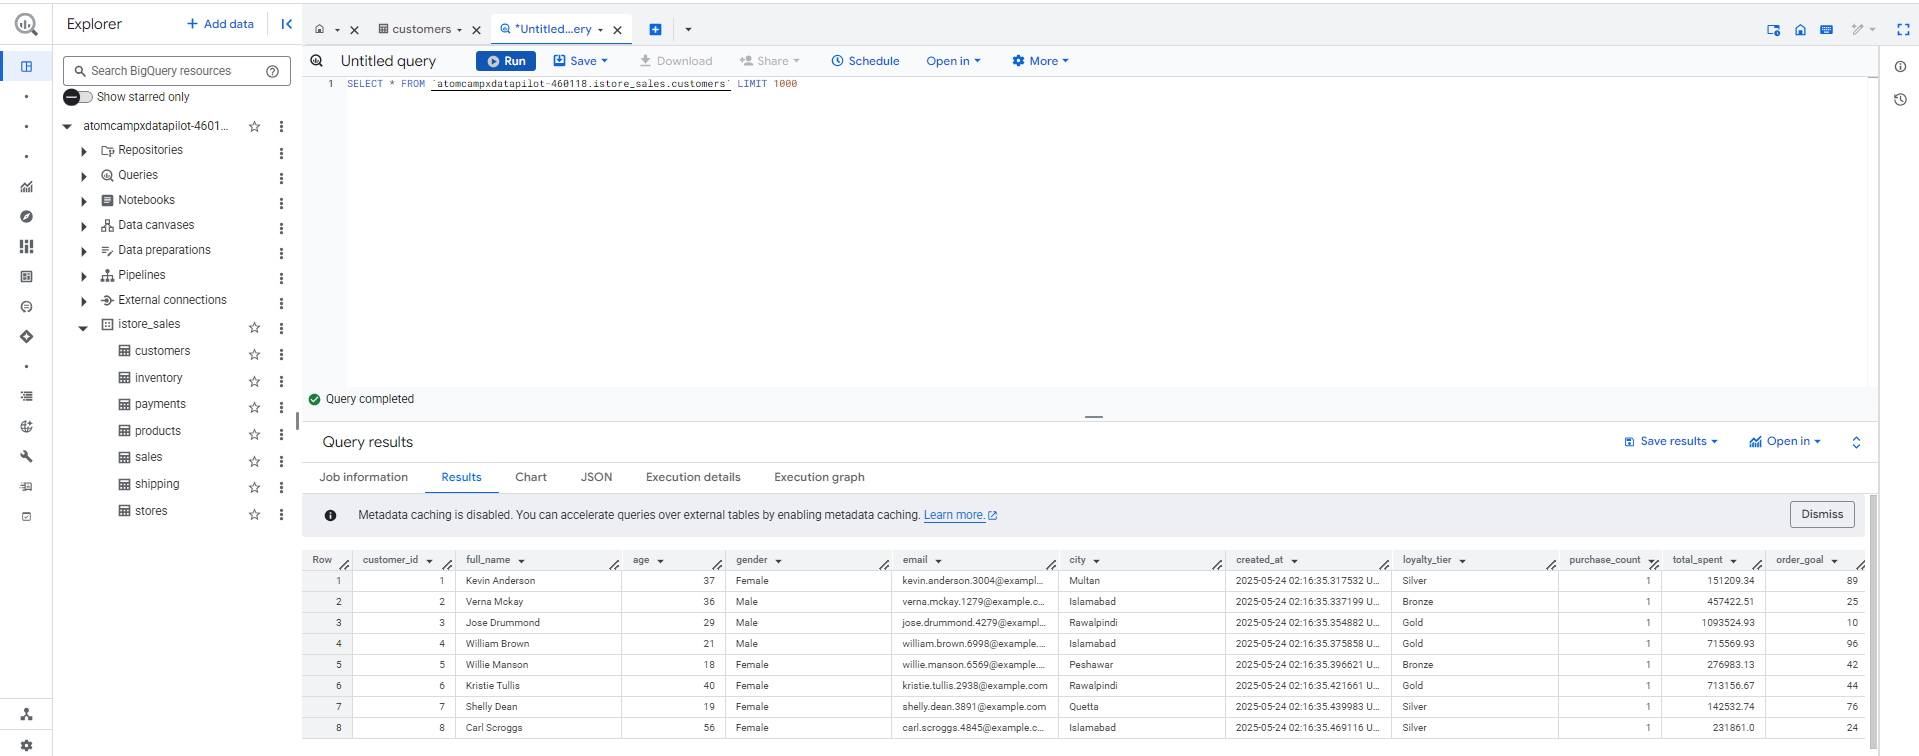 Explorer
+ Add data
customers
*Untitled...ery
Search BigQuery resources
Show starred only
Untitled query
Run
Save
Download
Share
Schedule
Open in
More
1 SELECT * FROM `atomcampxdatapilot-460118.istore_sales.customers` LIMIT 1000
atomcampxdatapilot-4601...
Repositories
Queries
Notebooks
Data canvases
Data preparations
Pipelines
External connections
istore_sales
customers
inventory
payments
products
sales
shipping
stores
Query completed
Query results
Save results
Open in
Job information Results Chart JSON Execution details Execution graph
Metadata caching is disabled. You can accelerate queries over external tables by enabling metadata caching. Learn more.
Dismiss
Row customer_id full_name age gender email city created_at loyalty_tier purchase_count total_spent order_goal
1 1 Kevin Anderson 37 Female kevin.anderson.3004@exampl... Multan 2025-05-24 02:16:35.317532 U... Silver 1 151209.34 89
2 2 Verna Mckay 36 Male verna.mckay.1279@example.c... Islamabad 2025-05-24 02:16:35.337199 U... Bronze 1 457422.51 25
3 3 Jose Drummond 29 Male jose.drummond.4279@exampl... Rawalpindi 2025-05-24 02:16:35.354882 U... Gold 1 1093524.93 10
4 4 William Brown 21 Male william.brown.6998@example.... Islamabad 2025-05-24 02:16:35.375858 U... Silver 1 715569.93 96
5 5 Willie Manson 18 Female willie.manson.6569@example.... Peshawar 2025-05-24 02:16:35.396621 U... Bronze 1 276983.13 42
6 6 Kristie Tullis 40 Female kristie.tullis.2938@example.com Rawalpindi 2025-05-24 02:16:35.421661 U... Gold 1 713156.67 44
7 7 Shelly Dean 19 Female shelly.dean.3891@example.com Quetta 2025-05-24 02:16:35.439983 U... Silver 1 142532.74 76
8 8 Carl Scroggs 56 Female carl.scroggs.4845@example.c... Islamabad 2025-05-24 02:16:35.469116 U... Silver 1 231861.0 24